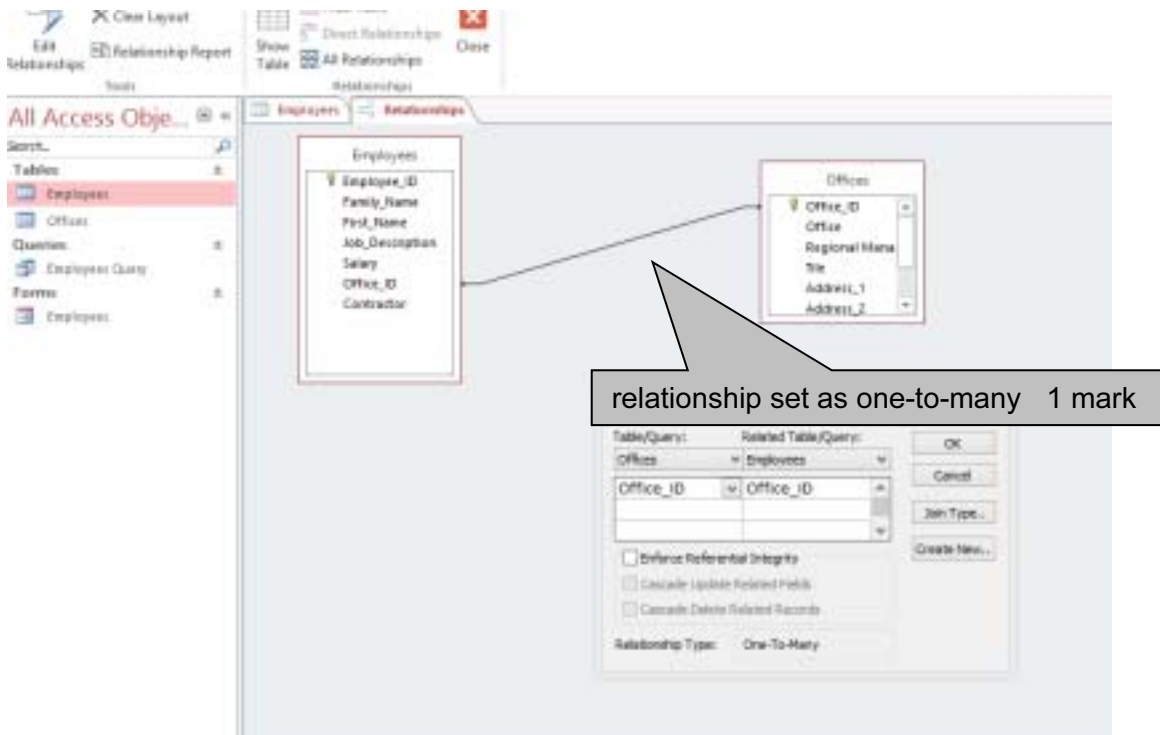 Clear Layout
Edit
Relationships
Relationship Report
Tools
Show
Table
Direct Relationships
All Relationships
Close
Relationships
All Access Obje...
Search...
Tables
Employees
Offices
Queries
Employees Query
Forms
Employees
Employees
Relationships
Employees
Employee_ID
Family_Name
First_Name
Job_Description
Salary
Office_ID
Contractor
Offices
Office_ID
Office
Regional Mana
Title
Address_1
Address_2
relationship set as one-to-many 1 mark
Table/Query: Related Table/Query:
Offices Employees
Office_ID Office_ID
Enforce Referential Integrity
Cascade Update Related Fields
Cascade Delete Related Records
Relationship Type: One-To-Many
OK
Cancel
Join Type..
Create New..